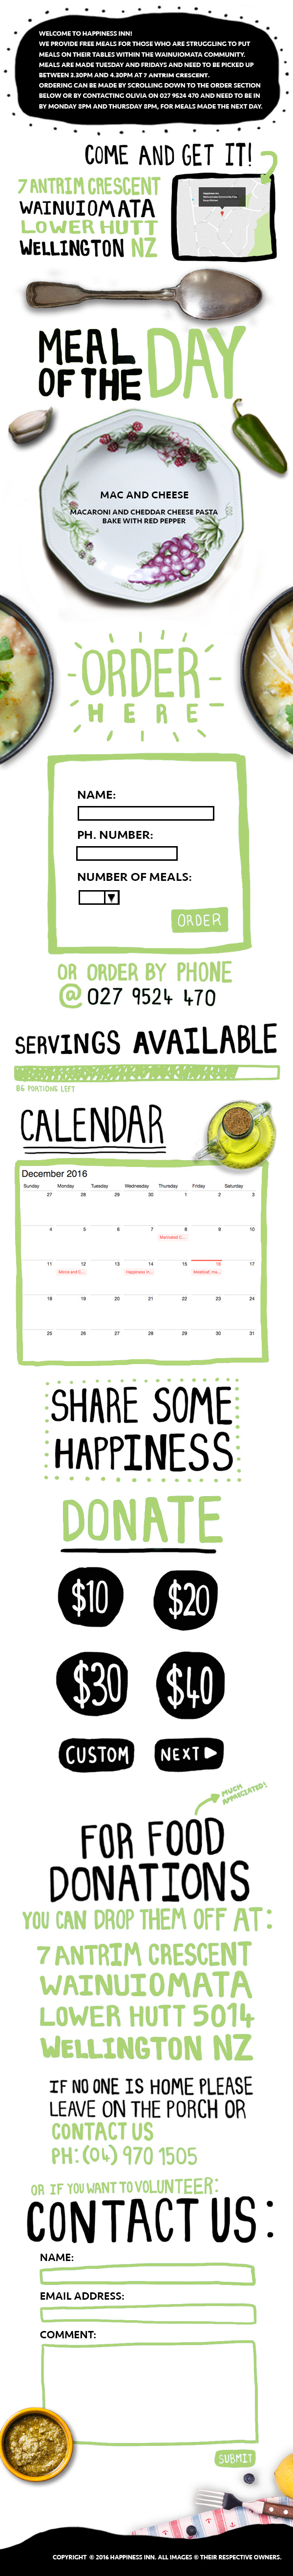 WELCOME TO HAPPINESS INN!
WE PROVIDE FREE MEALS FOR THOSE WHO ARE STRUGGLING TO PUT
MEALS ON THEIR TABLES WITHIN THE WAINUIOMATA COMMUNITY.
MEALS ARE MADE TUESDAY AND FRIDAYS AND NEED TO BE PICKED UP
BETWEEN 3.30PM AND 4.30PM AT 7 ANTRIM CRESCENT.
ORDERING CAN BE MADE BY SCROLLING DOWN TO THE ORDER SECTION
BELOW OR BY CONTACTING OLIVIA ON 027 9524 470 AND NEED TO BE IN
BY MONDAY 8PM AND THURSDAY 8PM, FOR MEALS MADE THE NEXT DAY.
COME AND GET IT!
7 ANTRIM CRESCENT
WAINUIOMATA
LOWER HUTT
WELLINGTON NZ
MEAL
OF THE
DAY
MAC AND CHEESE
MACARONI AND CHEDDAR CHEESE PASTA
BAKE WITH RED PEPPER
ORDER
HERE
NAME:
PH. NUMBER:
NUMBER OF MEALS:
ORDER
OR ORDER BY PHONE
@ 027 9524 470
SERVINGS AVAILABLE
86 PORTIONS LEFT
CALENDAR
December 2016
Sunday Monday Tuesday Wednesday Thursday Friday Saturday
27 28 29 30 1 2 3
4 5 6 7 8 9 10
Marinated C...
11 12 13 14 15 16 17
Mince and C... Happiness In... Meatloaf, ma...
18 19 20 21 22 23 24
25 26 27 28 29 30 31
SHARE SOME
HAPPINESS
DONATE
$10 $20
$30 $40
CUSTOM NEXT
MUCH
APPRECIATED!
FOR FOOD
DONATIONS
YOU CAN DROP THEM OFF AT:
7 ANTRIM CRESCENT
WAINUIOMATA
LOWER HUTT 5014
WELLINGTON NZ
IF NO ONE IS HOME PLEASE
LEAVE ON THE PORCH OR
CONTACT US
PH: (04) 970 1505
OR IF YOU WANT TO VOLUNTEER:
CONTACT US:
NAME:
EMAIL ADDRESS:
COMMENT:
SUBMIT
COPYRIGHT © 2016 HAPPINESS INN. ALL IMAGES © THEIR RESPECTIVE OWNERS.